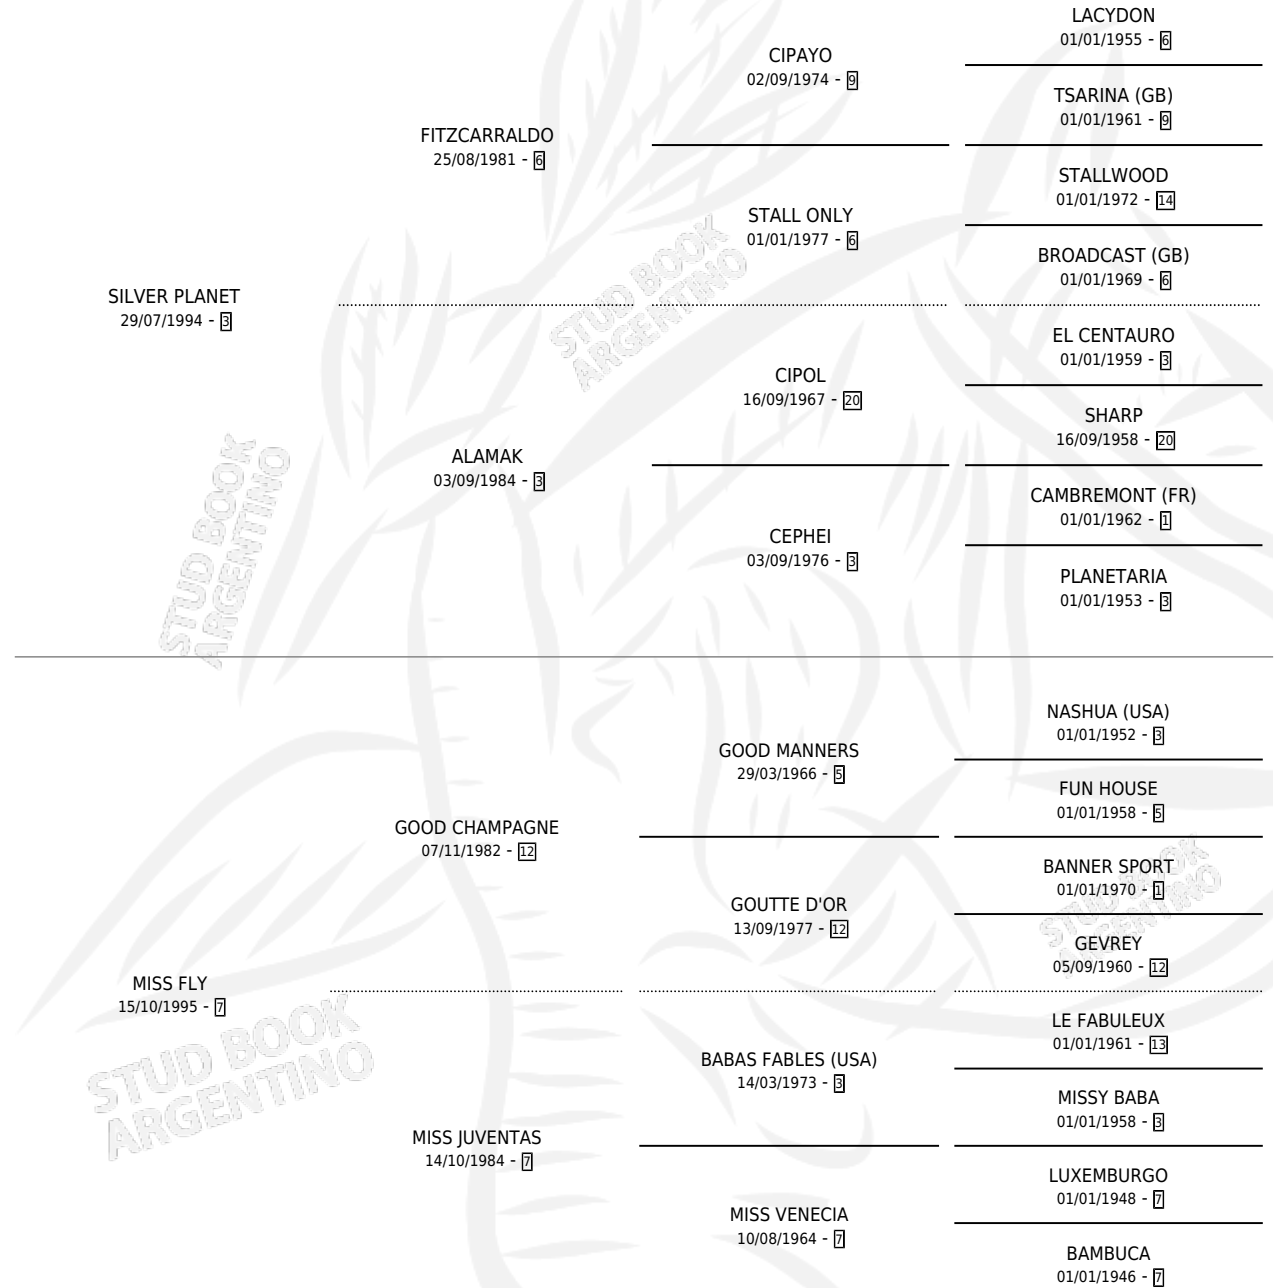 LACYDON
01/01/1955 - 6
CIPAYO
02/09/1974 - 9
TSARINA (GB)
01/01/1961 - 9
FITZCARRALDO
25/08/1981 - 6
STALLWOOD
01/01/1972 - 14
STALL ONLY
01/01/1977 - 6
BROADCAST (GB)
01/01/1969 - 6
SILVER PLANET
29/07/1994 - 3
STUD BOOK
ARGENTINO
EL CENTAURO
01/01/1959 - 3
CIPOL
16/09/1967 - 20
SHARP
16/09/1958 - 20
ALAMAK
03/09/1984 - 3
CAMBREMONT (FR)
01/01/1962 - 1
CEPHEI
03/09/1976 - 3
PLANETARIA
01/01/1953 - 3
STUD BOOK
ARGENTINO
NASHUA (USA)
01/01/1952 - 3
GOOD MANNERS
29/03/1966 - 5
FUN HOUSE
01/01/1958 - 5
GOOD CHAMPAGNE
07/11/1982 - 12
BANNER SPORT
01/01/1970 - 1
GOUTTE D'OR
13/09/1977 - 12
STUD BOOK
ARGENTINO
GEVREY
05/09/1960 - 12
MISS FLY
15/10/1995 - 7
LE FABULEUX
01/01/1961 - 13
BABAS FABLES (USA)
14/03/1973 - 3
STUD BOOK
ARGENTINO
MISSY BABA
01/01/1958 - 3
MISS JUVENTAS
14/10/1984 - 7
LUXEMBURGO
01/01/1948 - 7
MISS VENECIA
10/08/1964 - 7
BAMBUCA
01/01/1946 - 7